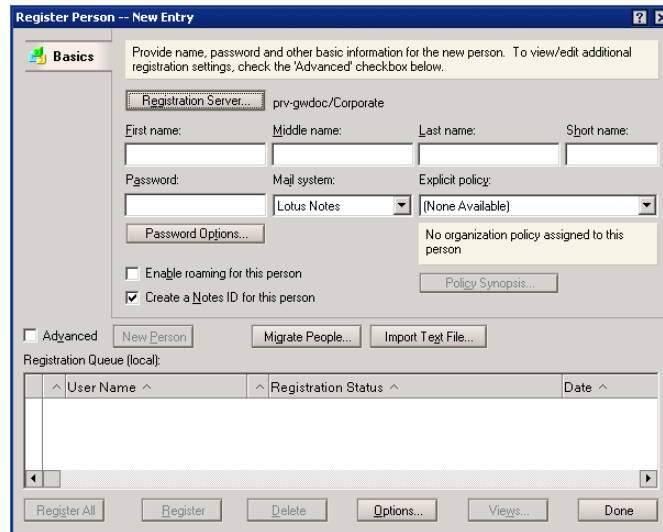 Register Person -- New Entry
Basics
Provide name, password and other basic information for the new person. To view/edit additional
registration settings, check the 'Advanced' checkbox below.
Registration Server... prv-gwdoc/Corporate
First name: Middle name: Last name: Short name:
Password: Mail system: Explicit policy:
Lotus Notes (None Available)
Password Options... No organization policy assigned to this
person
Enable roaming for this person
Policy Synopsis...
Create a Notes ID for this person
Advanced New Person Migrate People... Import Text File...
Registration Queue (local):
User Name Registration Status Date
Register All Register Delete Options... Views... Done